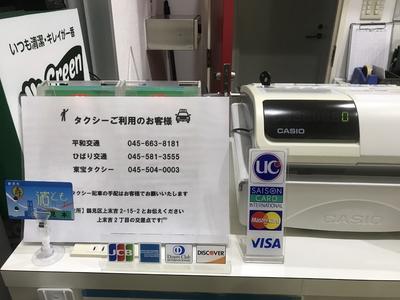 いつも清潔・キレイが一番
Green
タクシーご利用のお客様
平和交通 045-663-8181
ひばり交通 045-581-3555
東宝タクシー 045-504-0003
タクシー配車の手配はお客様でお願いいたします
住所】鶴見区上末吉2-15-2とお伝えください
上末吉2丁目の交差点です!
CASIO
CASIO
0
UC
SAISON
CARD
INTERNATIONAL
MasterCard
VISA
JCB
Diners Club
INTERNATIONAL
DISCOVER